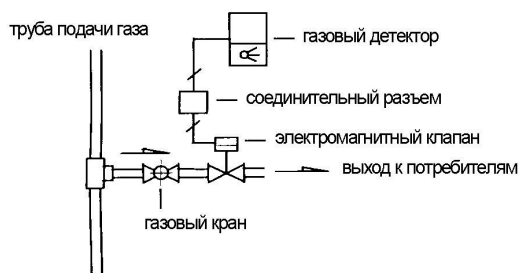 труба подачи газа
газовый детектор
соединительный разъем
электромагнитный клапан
выход к потребителям
газовый кран